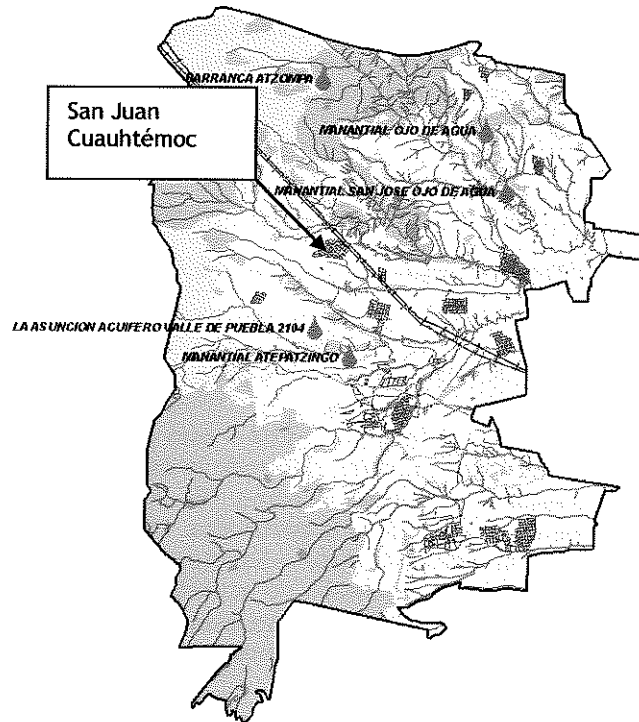 BARRANCA ATZOMPA
San Juan
Cuauhtémoc
MANANTIAL OJO DE AGUA
MANANTIAL SAN JOSE OJO DE AGUA
LA ASUNCION ACUIFERO VALLE DE PUEBLA 2104
MANANTIAL ATEPATZINGO